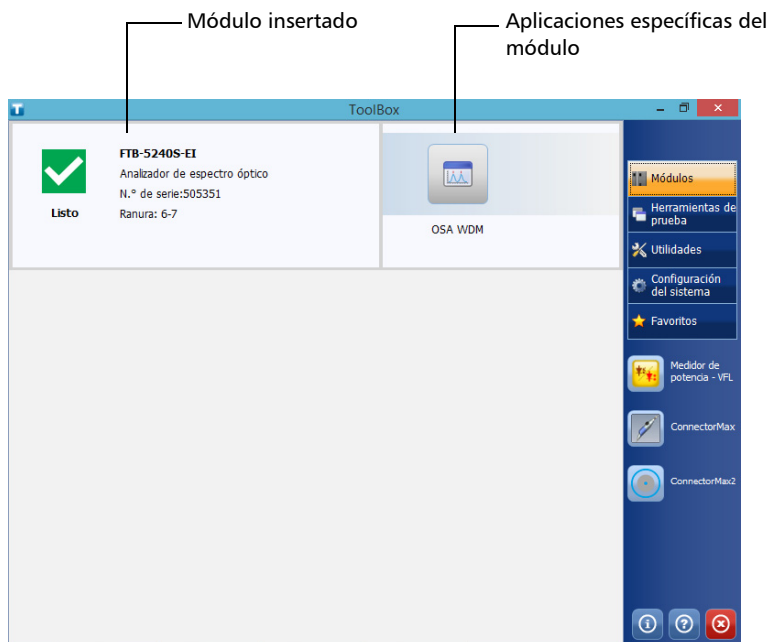 Módulo insertado
Aplicaciones específicas del
módulo
ToolBox
FTB-5240S-EI
Analizador de espectro óptico
N.° de serie:505351
Ranura: 6-7
Listo
OSA WDM
Módulos
Herramientas de
prueba
Utilidades
Configuración
del sistema
Favoritos
Medidor de
potencia - VFL
ConnectorMax
ConnectorMax2